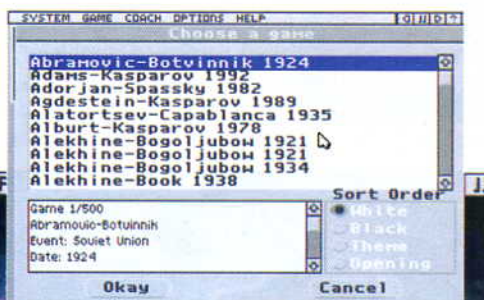 SYSTEM GAME COACH OPTIONS HELP
Choose a game
Abramovic-Botvinnik 1924
Adams-Kasparov 1992
Adorjan-Spassky 1982
Agdestein-Kasparov 1989
Alatortsev-Capablanca 1935
Alburt-Kasparov 1978
Alekhine-Bogoljubow 1921
Alekhine-Bogoljubow 1921
Alekhine-Bogoljubow 1934
Alekhine-Book 1938
Game 1/500
Abramovic-Botvinnik
Event: Soviet Union
Date: 1924
Sort Order
White
Black
Theme
Opening
Okay
Cancel